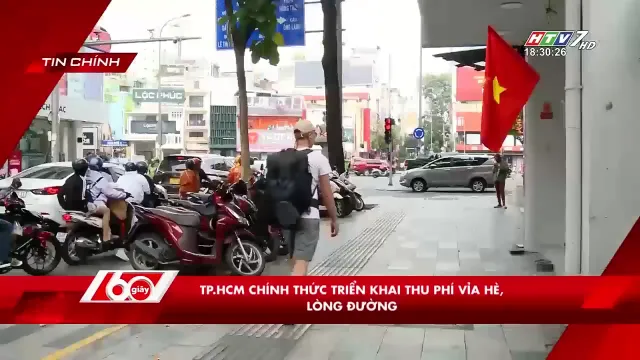 TIN CHÍNH
HTV7 HD
18:30:26
LỘC PHÚC
60 giây
TP.HCM CHÍNH THỨC TRIỂN KHAI THU PHÍ VỈA HÈ,
LÒNG ĐƯỜNG